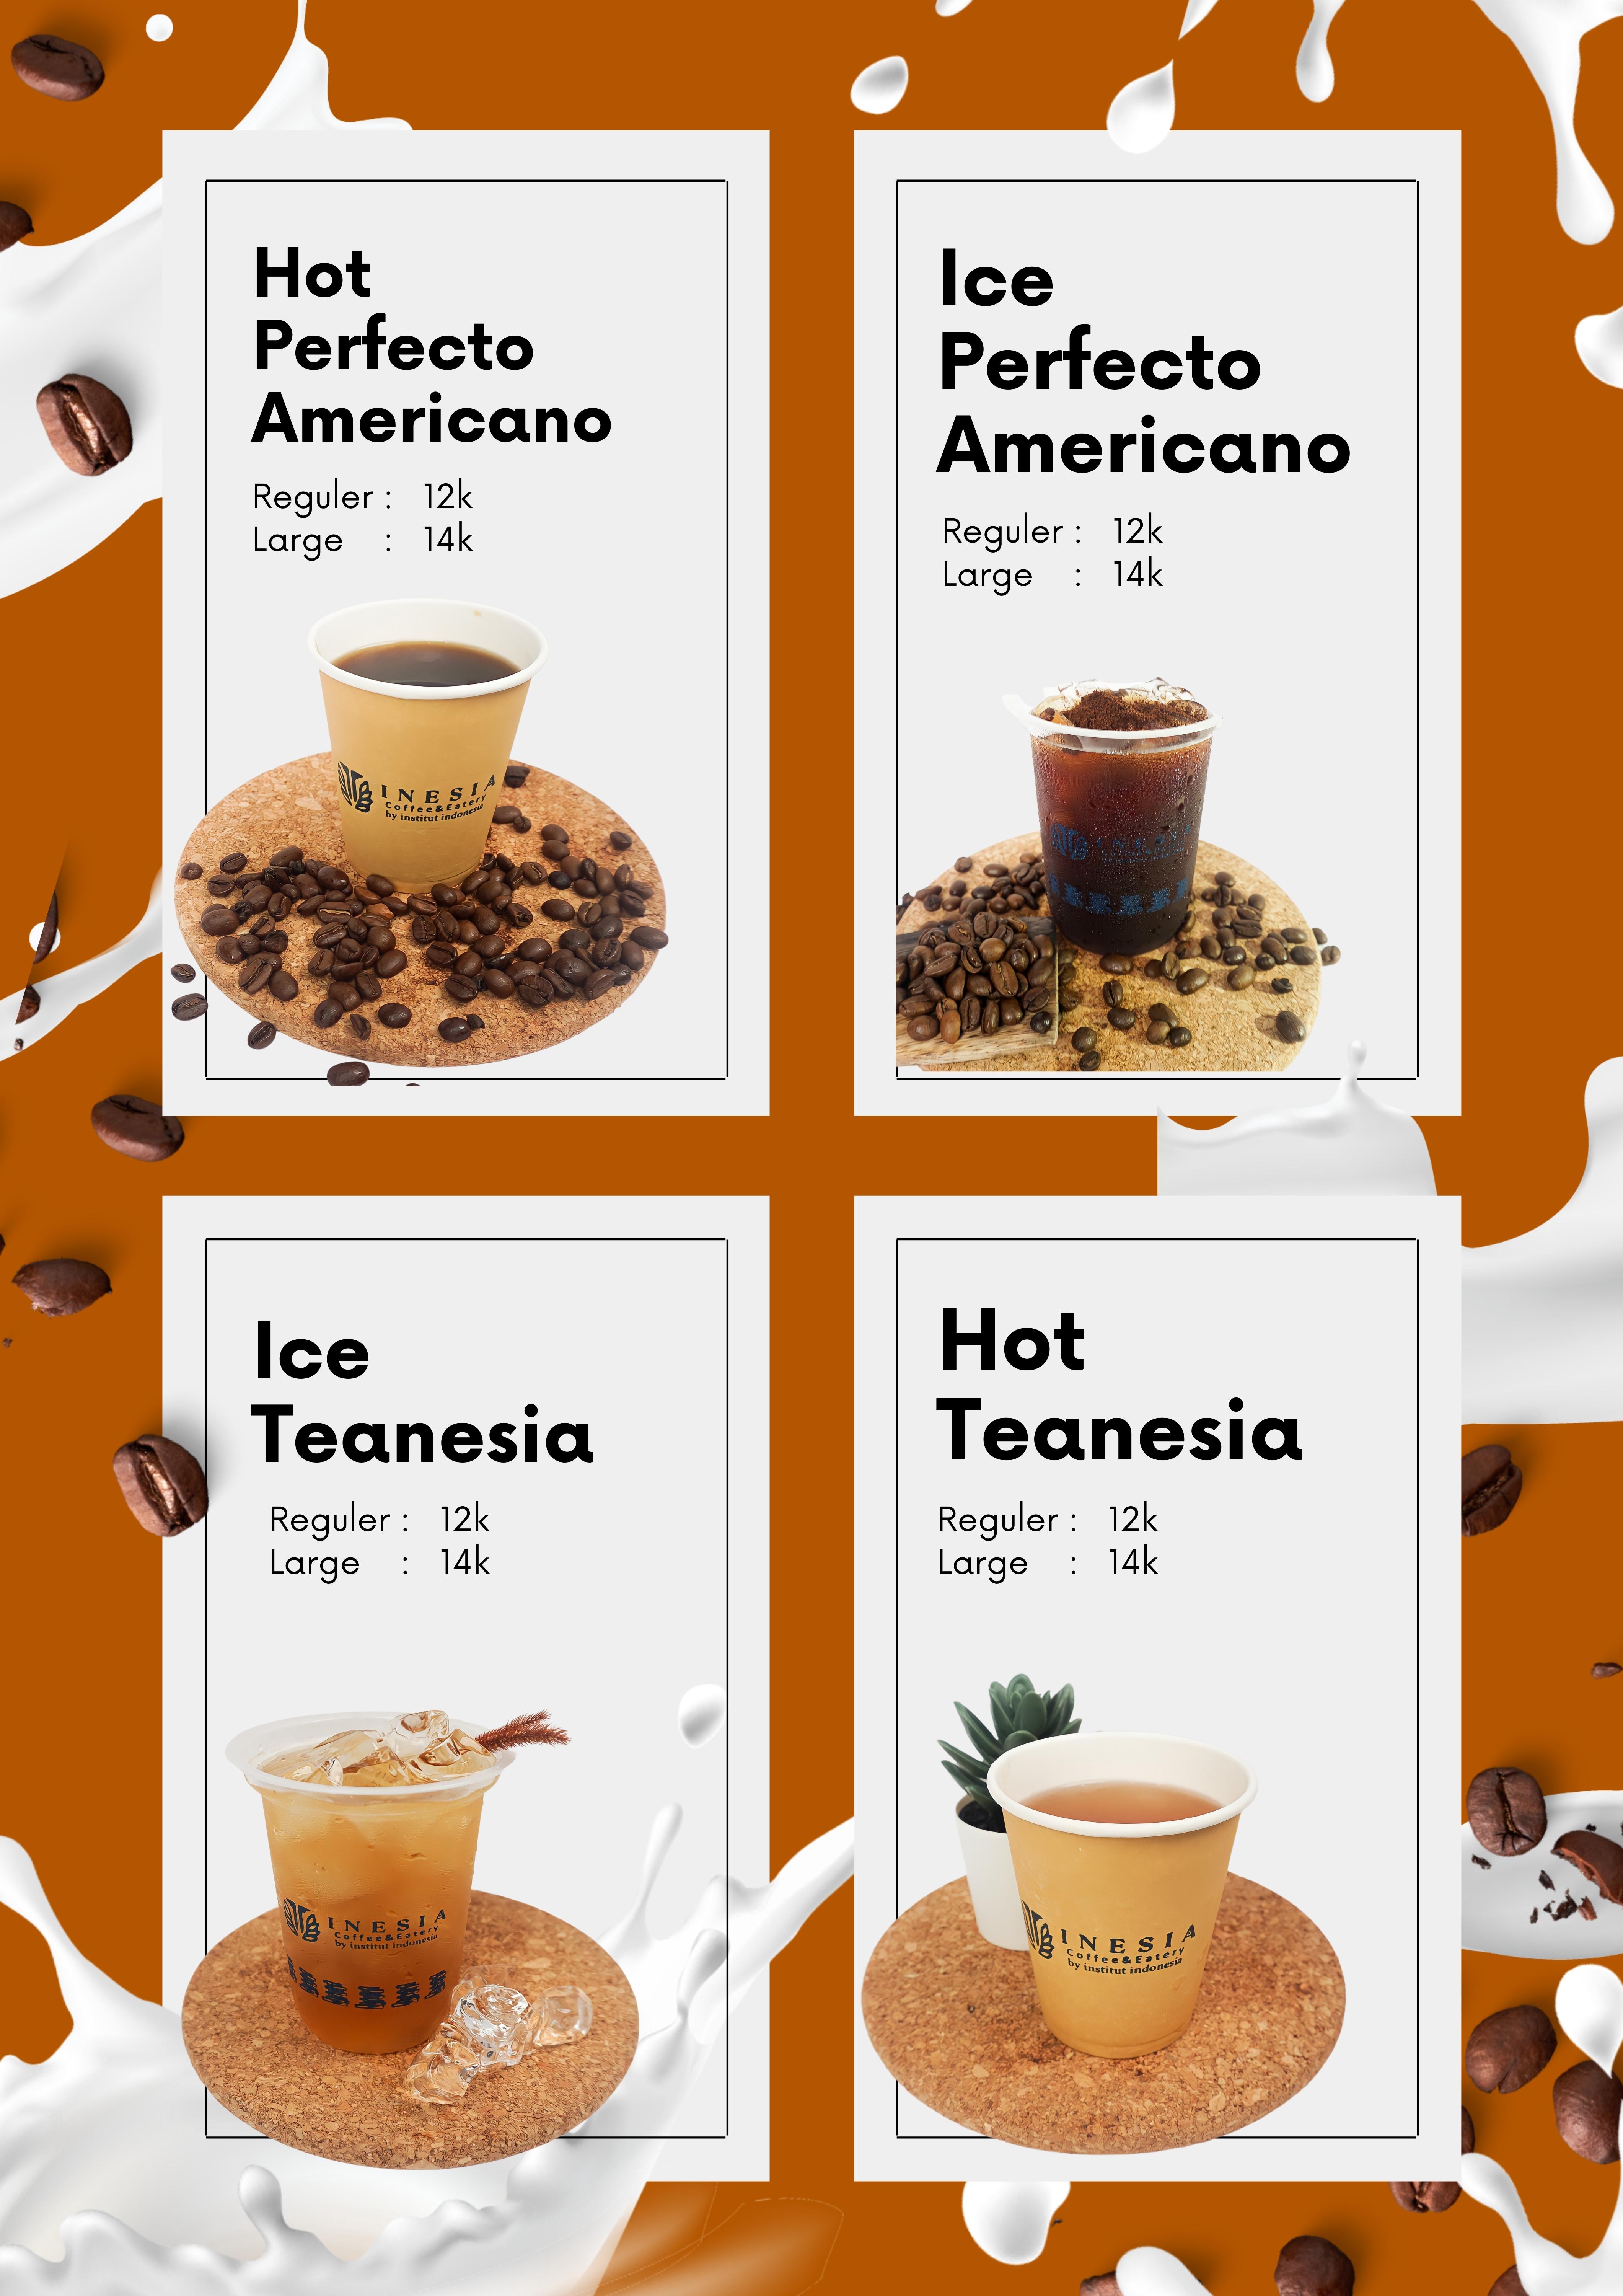 Hot
Perfecto
Americano
Reguler : 12k
Large : 14k
INESIA
Coffee&Eatery
by institut indonesia
Ice
Perfecto
Americano
Reguler : 12k
Large : 14k
INESIA
Ice
Teanesia
Reguler : 12k
Large : 14k
INESIA
Coffee&Eatery
by institut indonesia
Hot
Teanesia
Reguler : 12k
Large : 14k
INESIA
Coffee&Eatery
by institut indonesia